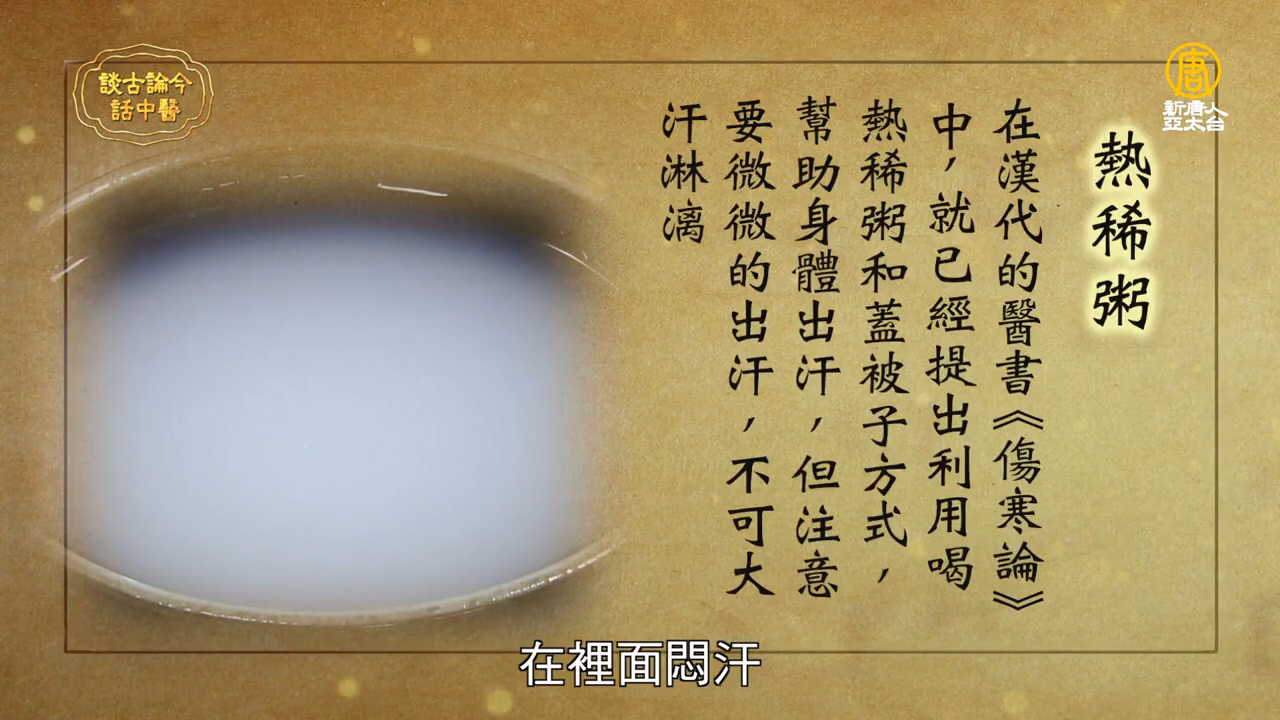 談古論今
話中醫
唐
新唐人
亞太台
熱稀粥
在漢代的醫書《傷寒論》
中，就已經提出利用喝
熱稀粥和蓋被子方式，
幫助身體出汗，但注意
要微微的出汗，不可大
汗淋漓
在裡面悶汗